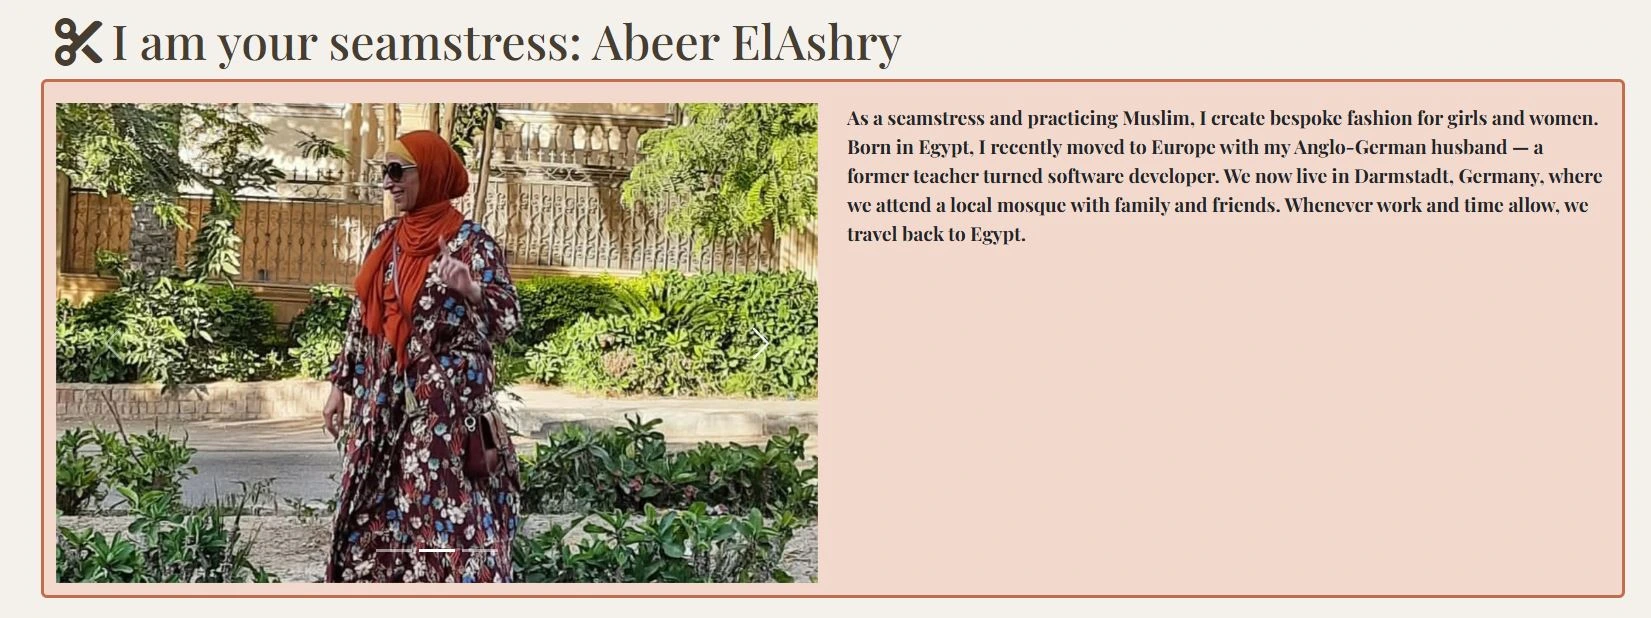 I am your seamstress: Abeer ElAshry
As a seamstress and practicing Muslim, I create bespoke fashion for girls and women.
Born in Egypt, I recently moved to Europe with my Anglo-German husband — a
former teacher turned software developer. We now live in Darmstadt, Germany, where
we attend a local mosque with family and friends. Whenever work and time allow, we
travel back to Egypt.